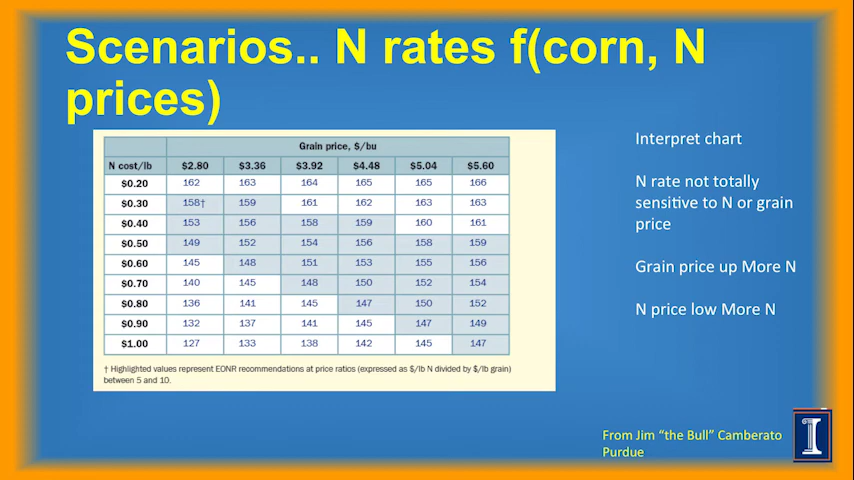 Scenarios.. N rates f(corn, N
prices)
Grain price, $/bu
N cost/lb $2.80 $3.36 $3.92 $4.48 $5.04 $5.60
$0.20 162 163 164 165 165 166
$0.30 158† 159 161 162 163 163
$0.40 153 156 158 159 160 161
$0.50 149 152 154 156 158 159
$0.60 145 148 151 153 155 156
$0.70 140 145 148 150 152 154
$0.80 136 141 145 147 150 152
$0.90 132 137 141 145 147 149
$1.00 127 133 138 142 145 147
† Highlighted values represent EONR recommendations at price ratios (expressed as $/lb N divided by $/lb grain)
between 5 and 10.
Interpret chart
N rate not totally
sensitive to N or grain
price
Grain price up More N
N price low More N
From Jim “the Bull” Camberato
Purdue
I